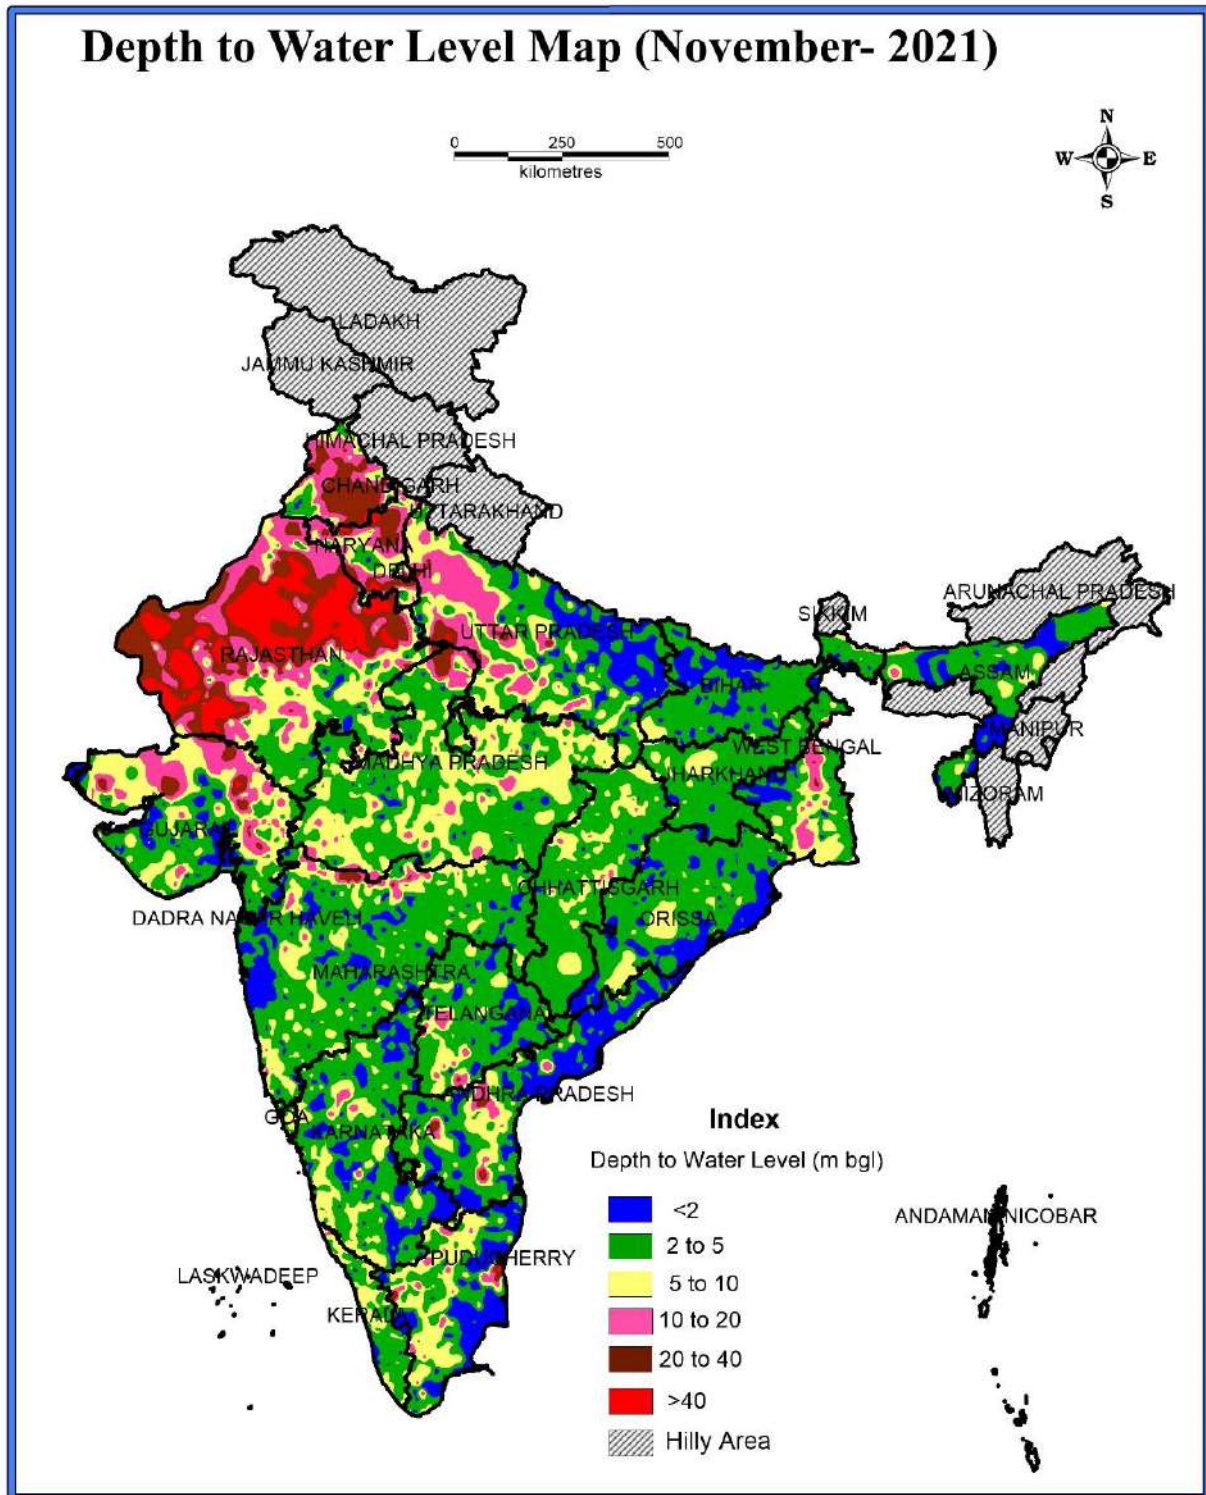 Depth to Water Level Map (November- 2021)
0 250 500
kilometres
N
W E
S
LADAKH
JAMMU KASHMIR
HIMACHAL PRADESH
CHANDIGARH
UTTARAKHAND
NARYANA
DELHI
ARUNACHAL PRADESH
SIKKIM
UTTAR PRADESH
RAJASTHAN
ASSAM
BIHAR
MANIPUR
WEST BENGAL
MADHYA PRADESH
JHARKHAND
MIZORAM
GUJARAT
CHHATTISGARH
DADRA NAGAR HAVELI
ORISSA
MAHARASHTRA
TELANGANA
ANDHRA PRADESH
GOA
KARNATAKA
Index
Depth to Water Level (m bgl)
<2
2 to 5
5 to 10
10 to 20
20 to 40
>40
Hilly Area
ANDAMAN NICOBAR
PUDUCHERRY
LASKWADEEP
KERALA